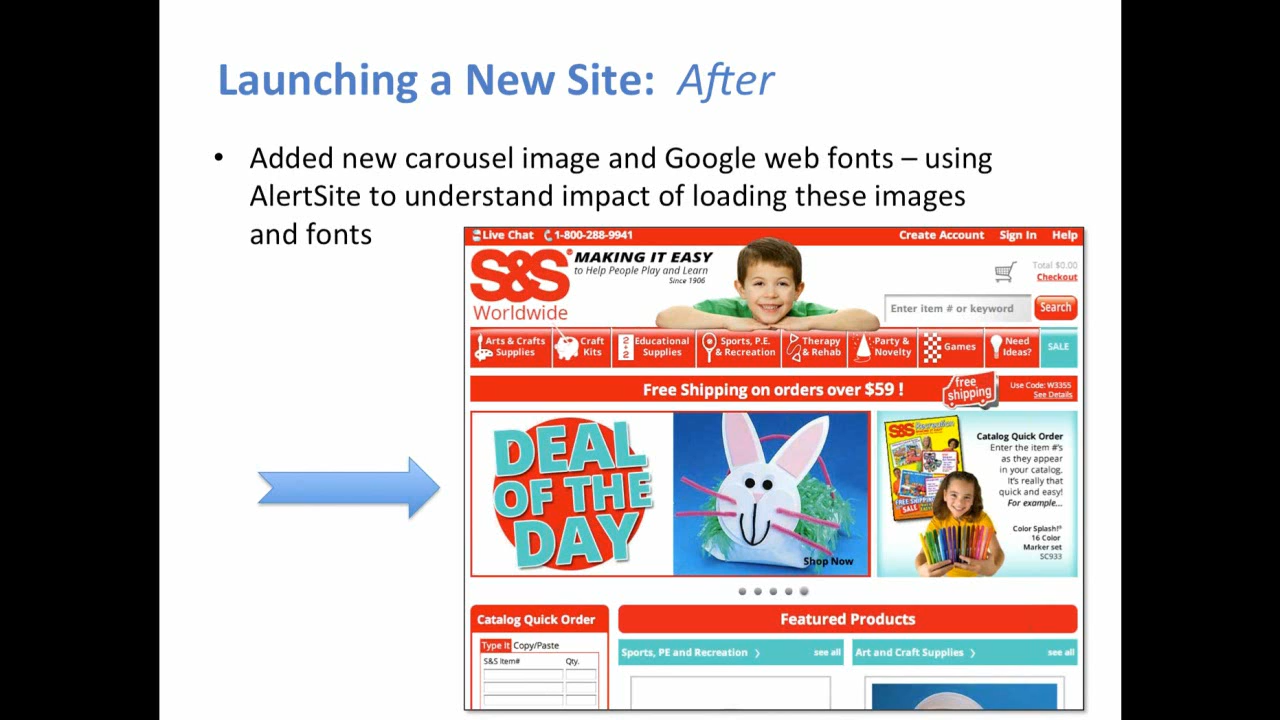 Launching a New Site: After
• Added new carousel image and Google web fonts – using
AlertSite to understand impact of loading these images
and fonts
Live Chat 1-800-288-9941
Create Account Sign In Help
S&S®
Worldwide
MAKING IT EASY
to Help People Play and Learn
Since 1906
Total $0.00
Checkout
Enter item # or keyword
Search
Arts & Crafts
Supplies
Craft
Kits
2+2
Educational
Supplies
Sports, P.E.
& Recreation
Therapy
& Rehab
Party &
Novelty
Games
Need
Ideas?
SALE
Free Shipping on orders over $59 !
free
shipping
Use Code: W3355
See Details
DEAL
OF THE
DAY
Shop Now
S&S Recreation
FREE SHIPPING
SALE
Catalog Quick Order
Enter the item #'s
as they appear
in your catalog.
It's really that
quick and easy!
For example...
Color Splash!®
16 Color
Marker set
SC933
Catalog Quick Order
Type It Copy/Paste
S&S Item# Qty.
Featured Products
Sports, PE and Recreation see all
Art and Craft Supplies see all